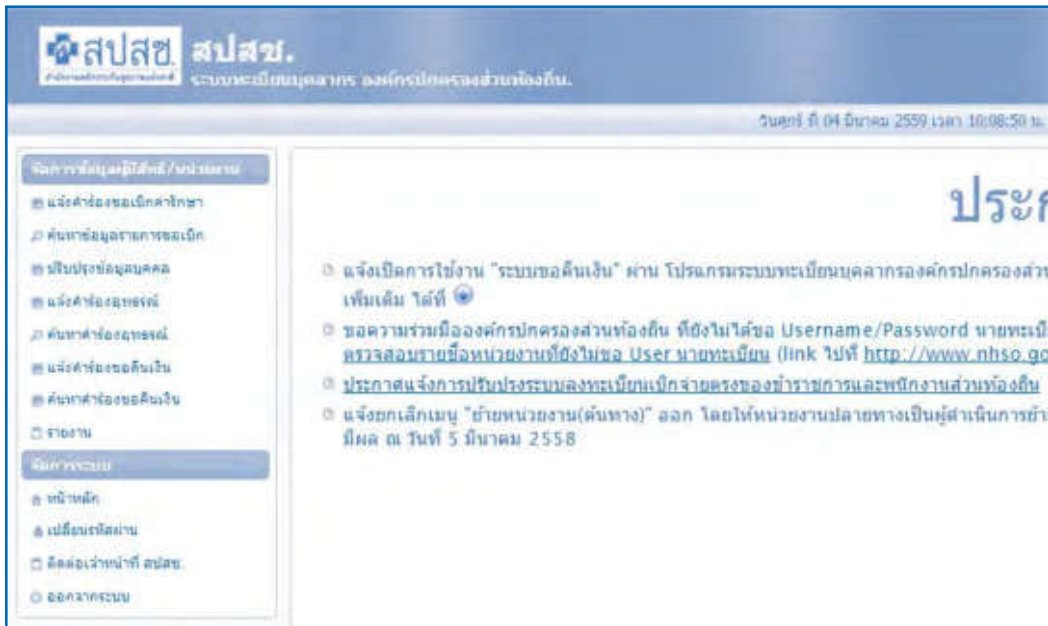 สปสช.
สปสช.
ระบบทะเบียนบุคลากร องค์กรปกครองส่วนท้องถิ่น.
วันศุกร์ ที่ 04 มีนาคม 2559 เวลา 10:08:50 น.
จัดการข้อมูลผู้มีสิทธิ/หน่วยงาน
แจ้งคำร้องขอเบิกค่ารักษา
ค้นหาข้อมูลรายการขอเบิก
ปรับปรุงข้อมูลบุคคล
แจ้งคำร้องอุทธรณ์
ค้นหาคำร้องอุทธรณ์
แจ้งคำร้องขอคืนเงิน
ค้นหาคำร้องขอคืนเงิน
รายงาน
จัดการระบบ
หน้าหลัก
เปลี่ยนรหัสผ่าน
ติดต่อเจ้าหน้าที่ สปสช.
ออกจากระบบ
ประก
แจ้งเปิดการใช้งาน "ระบบขอคืนเงิน" ผ่าน โปรแกรมระบบทะเบียนบุคลากรองค์กรปกครองส่วน
เพิ่มเติม ได้ที่
ขอความร่วมมือองค์กรปกครองส่วนท้องถิ่น ที่ยังไม่ได้ขอ Username/Password นายทะเบี
ตรวจสอบรายชื่อหน่วยงานที่ยังไม่ขอ User นายทะเบียน (link ไปที่ http://www.nhso.go
ประกาศแจ้งการปรับปรุงระบบลงทะเบียนเบิกจ่ายตรงของข้าราชการและพนักงานส่วนท้องถิ่น
แจ้งยกเลิกเมนู "ย้ายหน่วยงาน(ต้นทาง)" ออก โดยให้หน่วยงานปลายทางเป็นผู้ดำเนินการย้า
มีผล ณ วันที่ 5 มีนาคม 2558